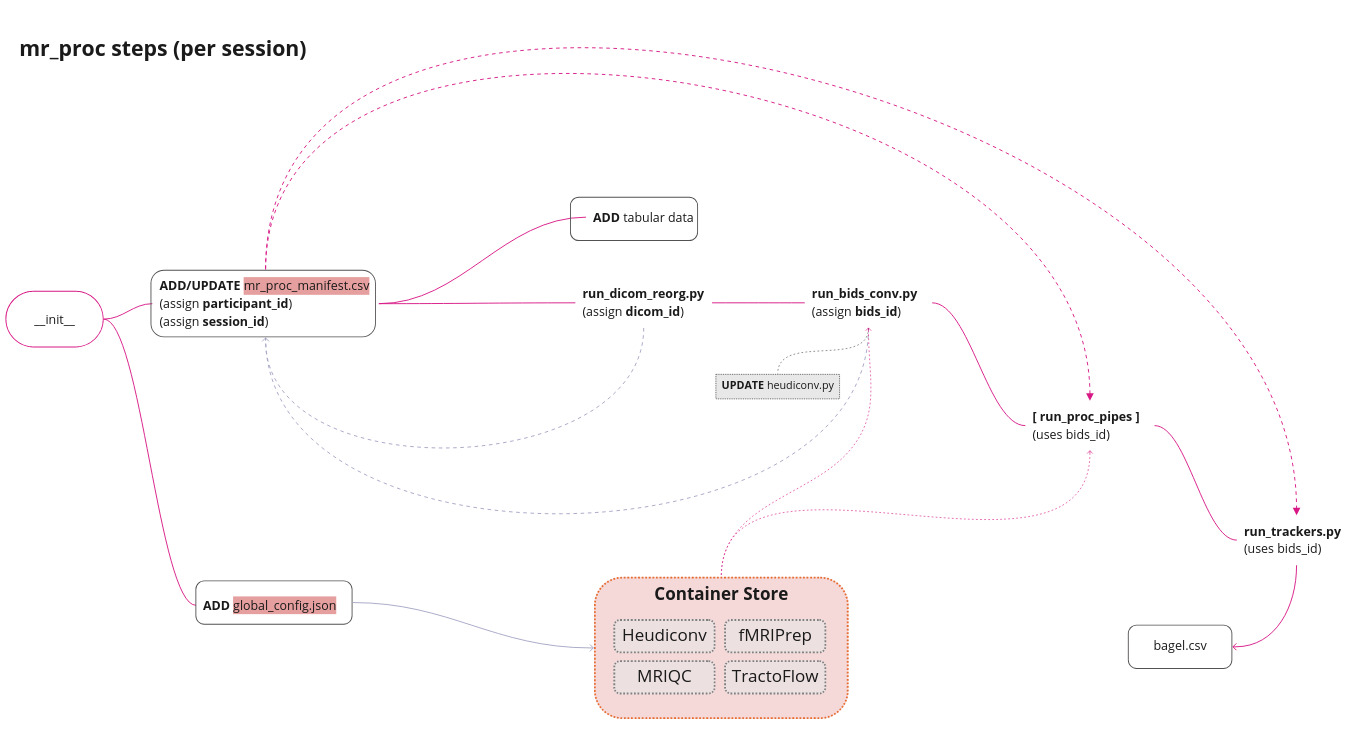 mr_proc steps (per session)
ADD tabular data
ADD/UPDATE mr_proc_manifest.csv
(assign participant_id)
(assign session_id)
__init__
run_dicom_reorg.py
(assign dicom_id)
run_bids_conv.py
(assign bids_id)
UPDATE heudiconv.py
[ run_proc_pipes ]
(uses bids_id)
run_trackers.py
(uses bids_id)
ADD global_config.json
Container Store
Heudiconv
fMRIPrep
MRIQC
TractoFlow
bagel.csv